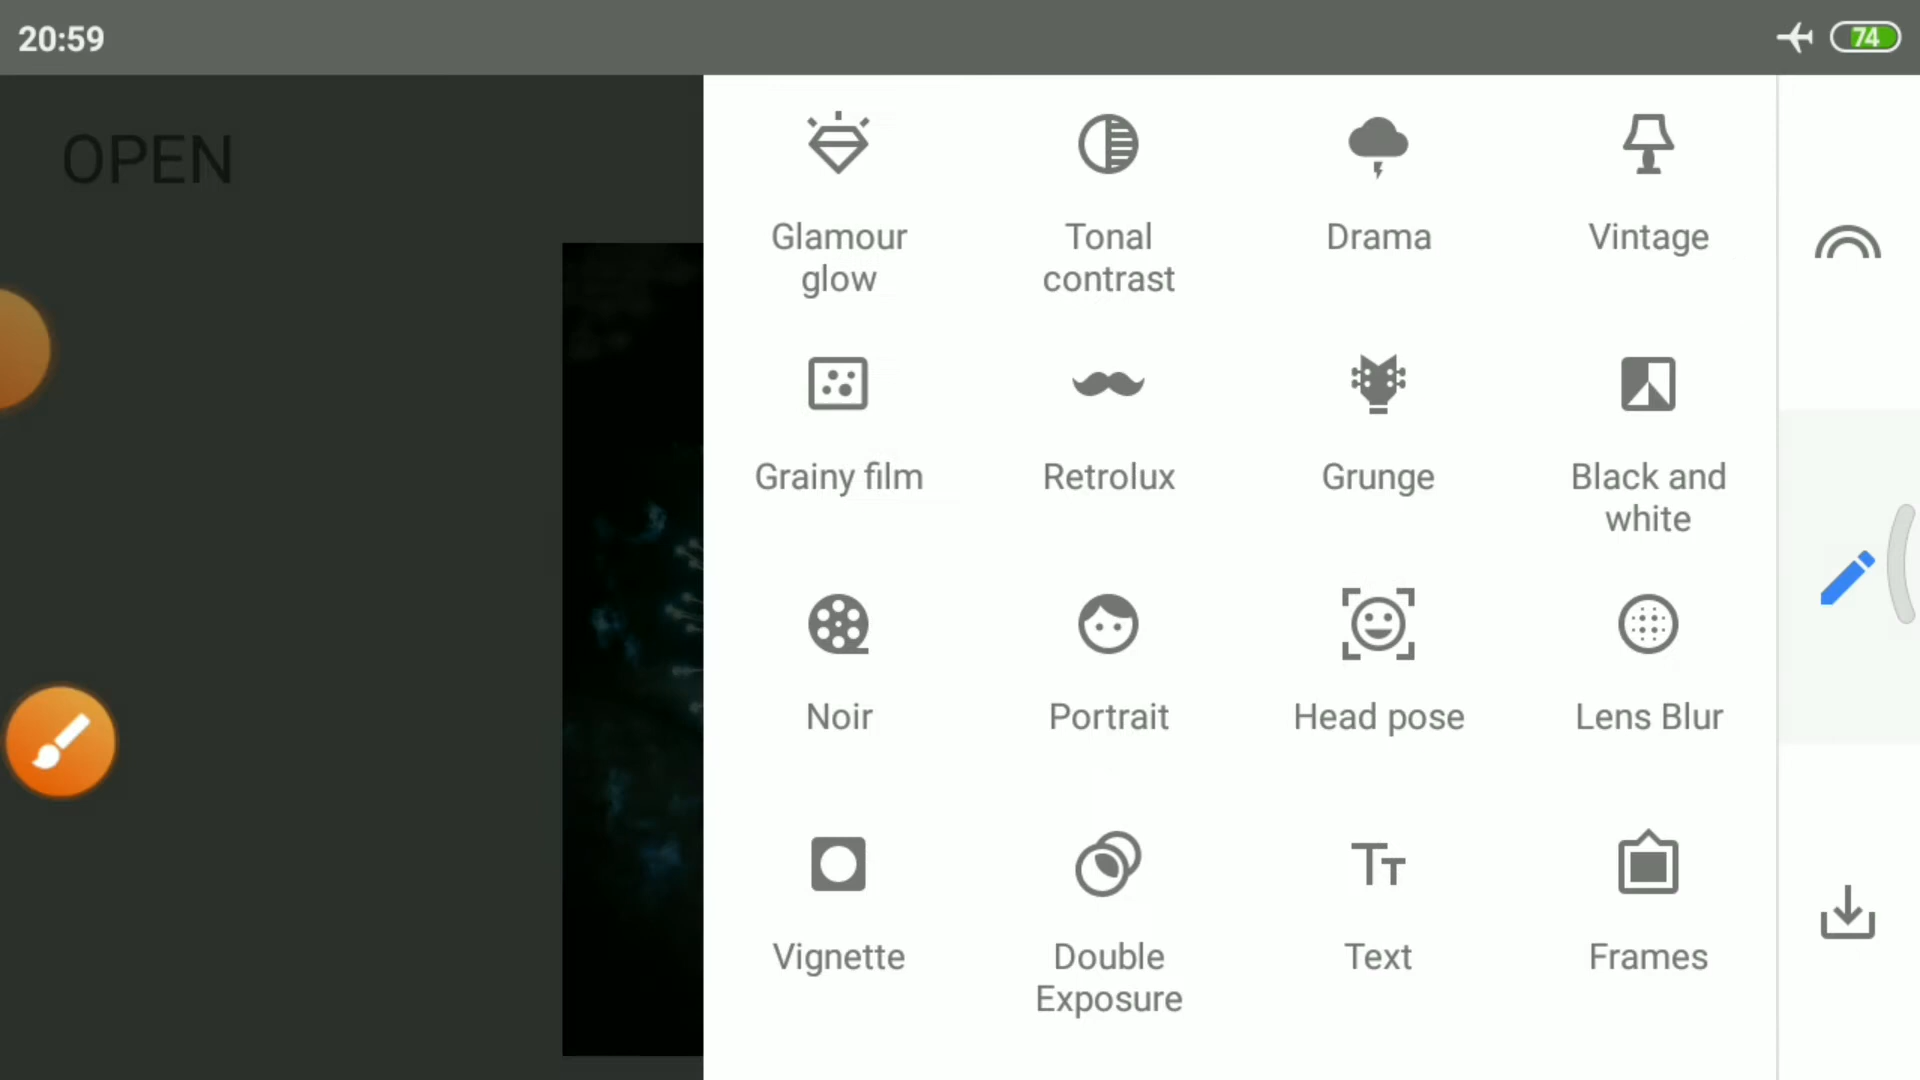 20:59
74
OPEN
Glamour
glow
Tonal
contrast
Drama
Vintage
Grainy film
Retrolux
Grunge
Black and
white
Noir
Portrait
Head pose
Lens Blur
Vignette
Double
Exposure
Text
Frames